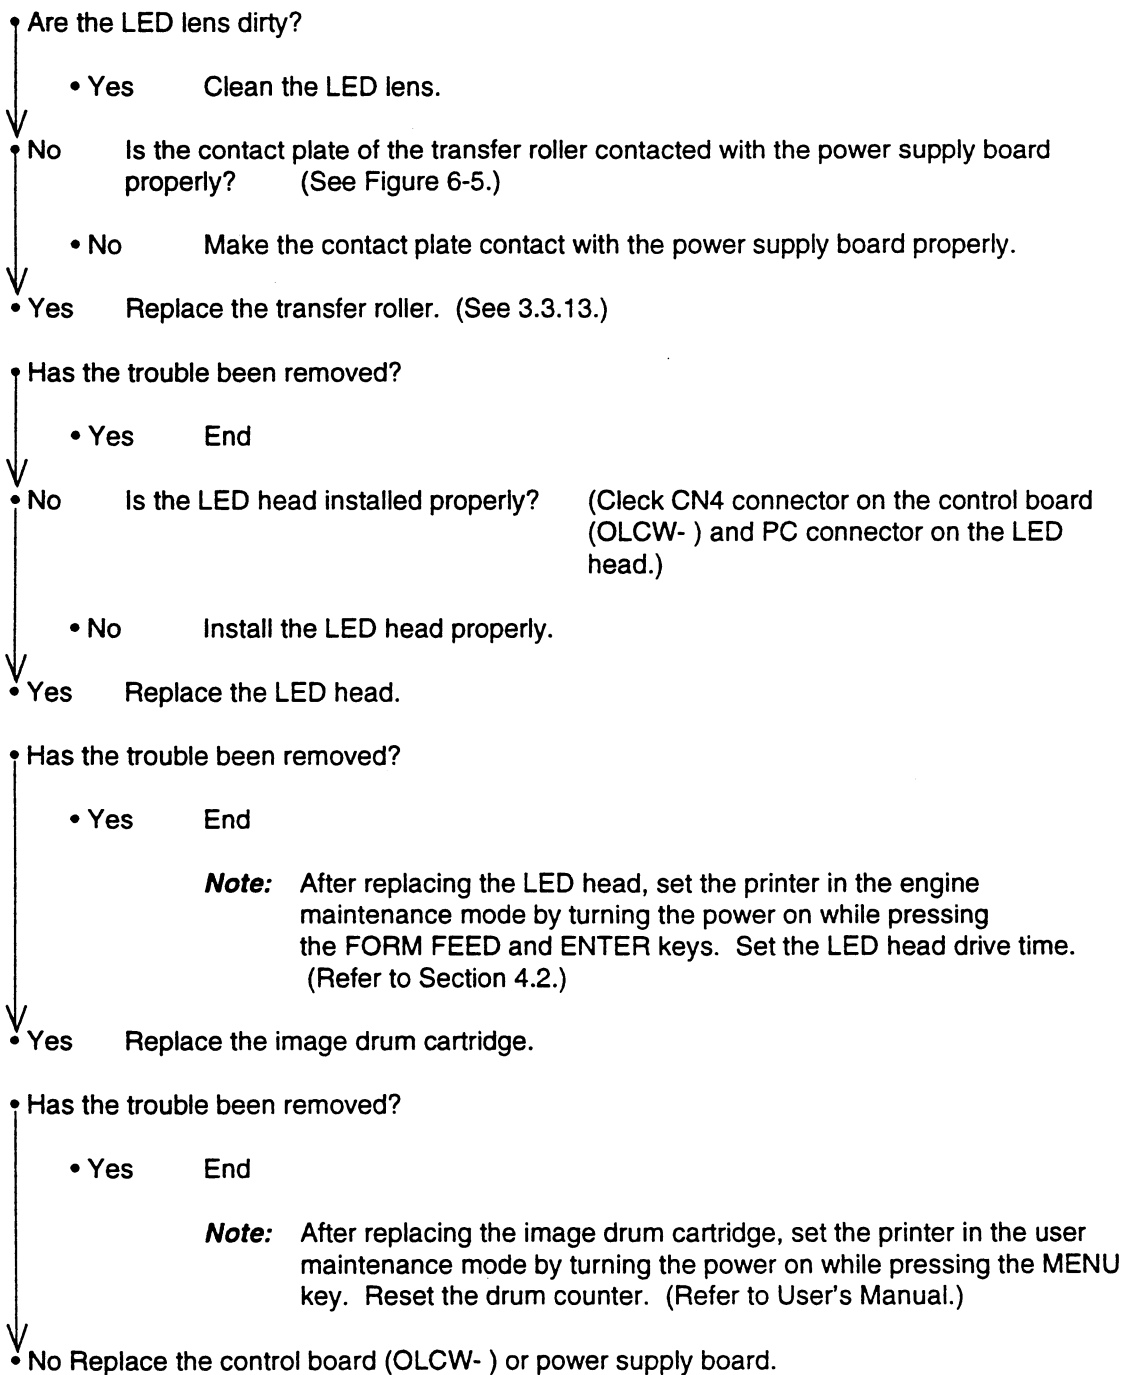 • Are the LED lens dirty?
• Yes Clean the LED lens.
• No Is the contact plate of the transfer roller contacted with the power supply board
properly? (See Figure 6-5.)
• No Make the contact plate contact with the power supply board properly.
• Yes Replace the transfer roller. (See 3.3.13.)
• Has the trouble been removed?
• Yes End
• No Is the LED head installed properly? (Cleck CN4 connector on the control board
(OLCW- ) and PC connector on the LED
head.)
• No Install the LED head properly.
• Yes Replace the LED head.
• Has the trouble been removed?
• Yes End
Note: After replacing the LED head, set the printer in the engine
maintenance mode by turning the power on while pressing
the FORM FEED and ENTER keys. Set the LED head drive time.
(Refer to Section 4.2.)
• Yes Replace the image drum cartridge.
• Has the trouble been removed?
• Yes End
Note: After replacing the image drum cartridge, set the printer in the user
maintenance mode by turning the power on while pressing the MENU
key. Reset the drum counter. (Refer to User's Manual.)
• No Replace the control board (OLCW- ) or power supply board.